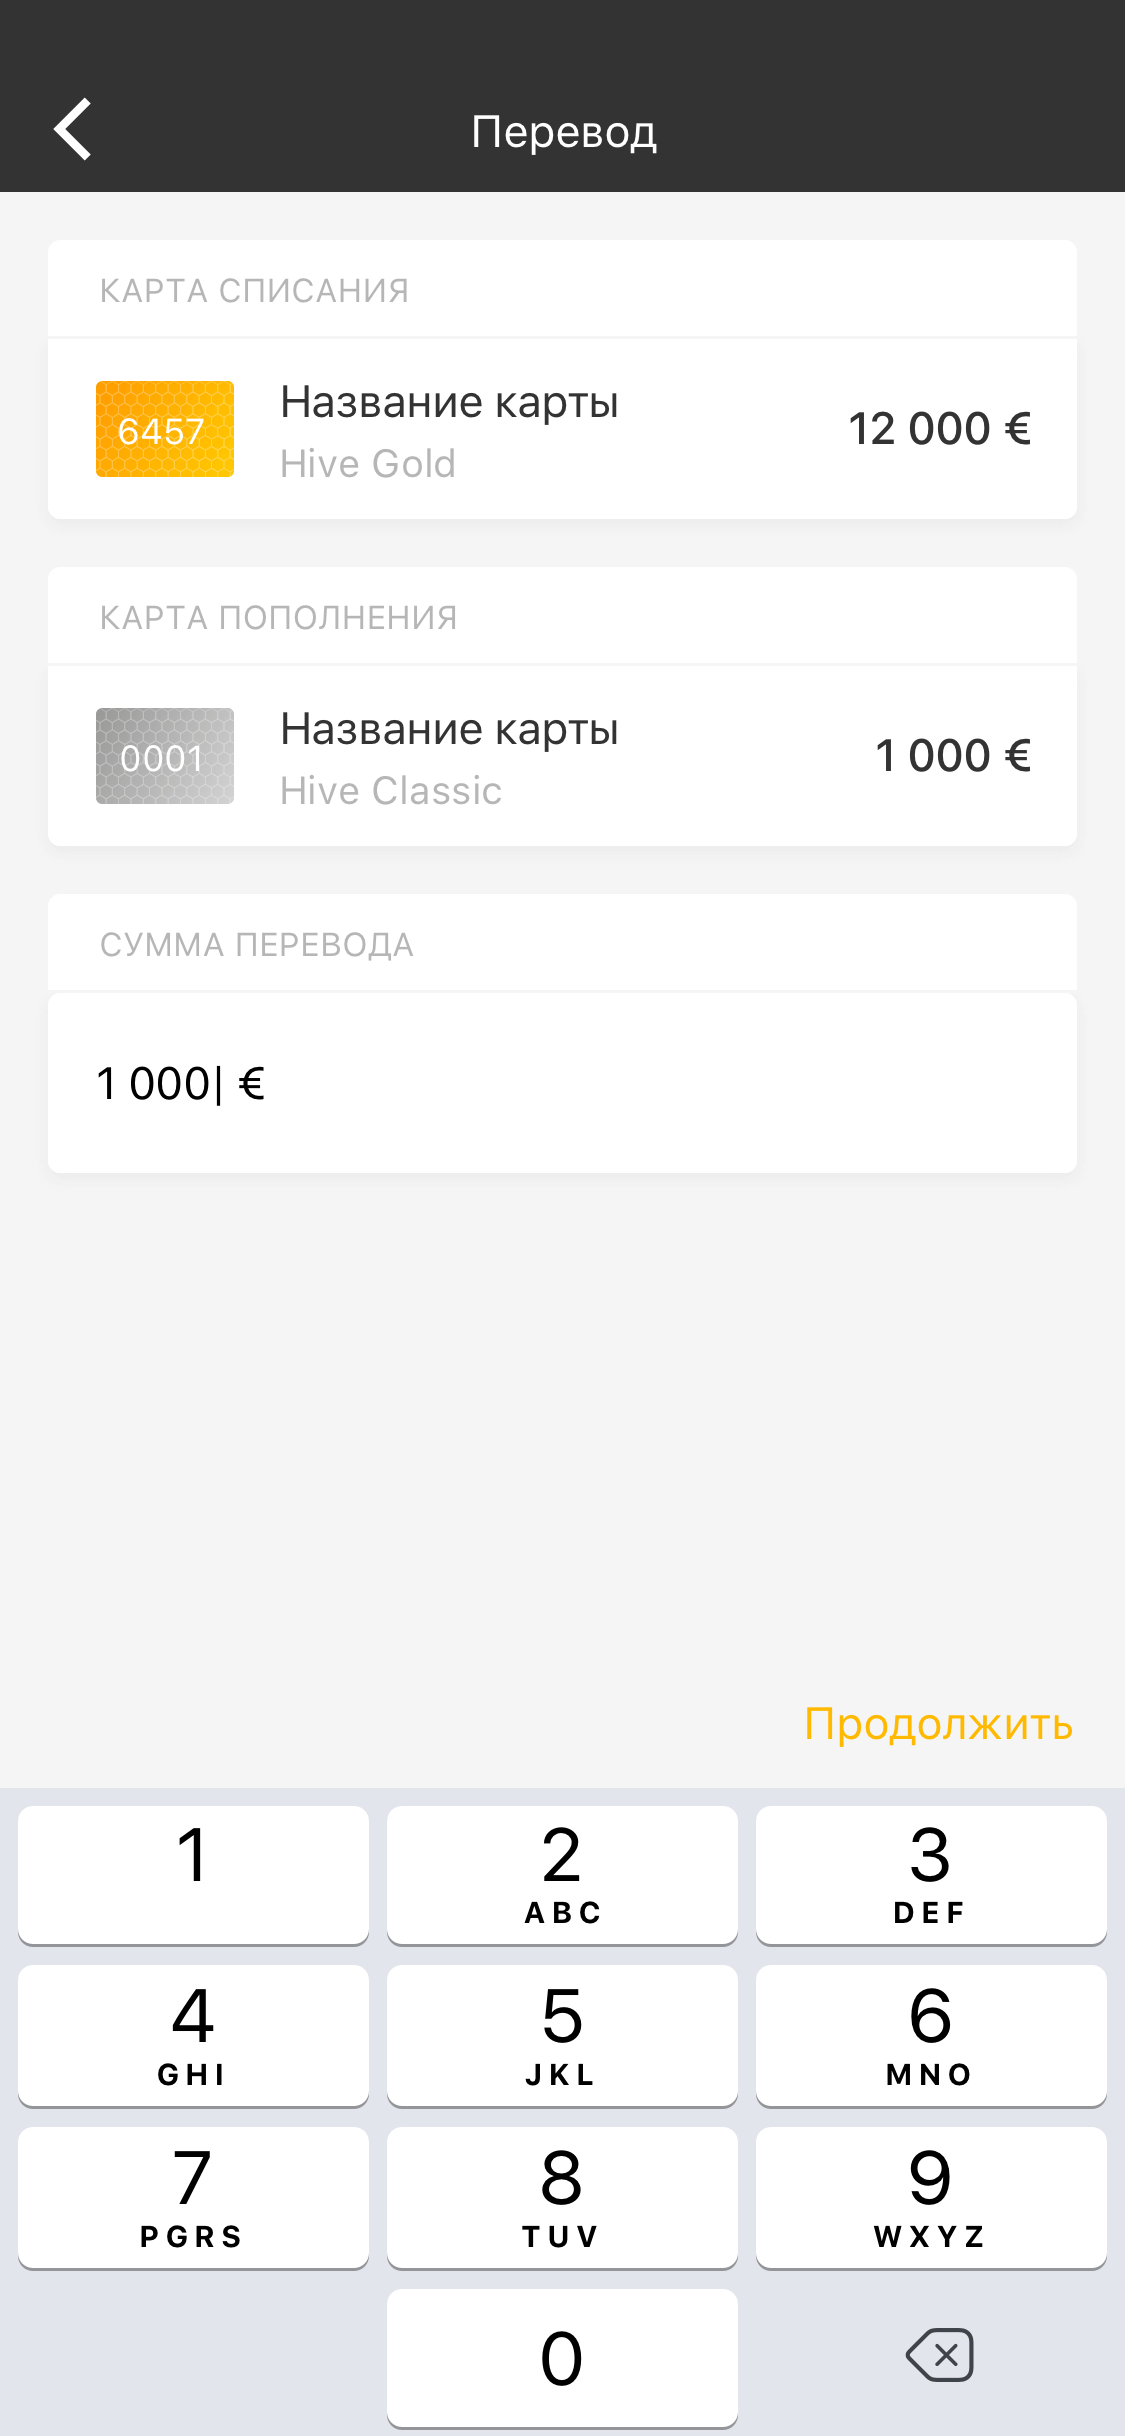 Перевод
КАРТА СПИСАНИЯ
6457
Название карты
Hive Gold
12 000 €
КАРТА ПОПОЛНЕНИЯ
0001
Название карты
Hive Classic
1 000 €
СУММА ПЕРЕВОДА
1 000| €
Продолжить
1
2
ABC
3
DEF
4
GHI
5
JKL
6
MNO
7
PGRS
8
TUV
9
WXYZ
0